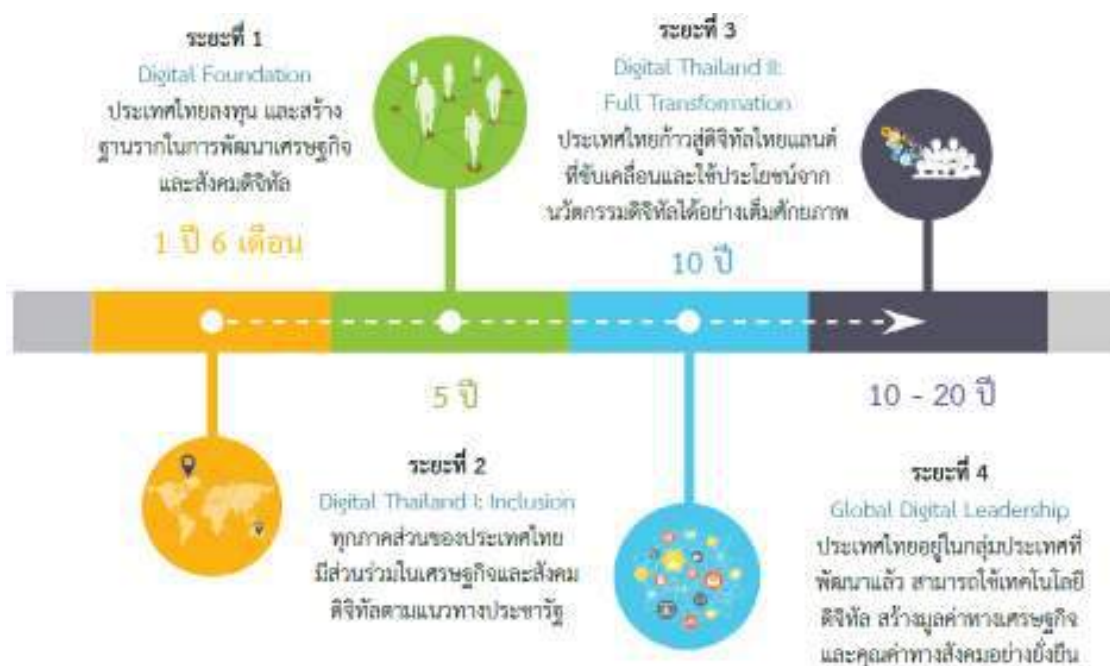 ระยะที่ 1
Digital Foundation
ประเทศไทยลงทุน และสร้าง
ฐานรากในการพัฒนาเศรษฐกิจ
และสังคมดิจิทัล
1 ปี 6 เดือน
5 ปี
ระยะที่ 2
Digital Thailand I: Inclusion
ทุกภาคส่วนของประเทศไทย
มีส่วนร่วมในเศรษฐกิจและสังคม
ดิจิทัลตามแนวทางประชารัฐ
ระยะที่ 3
Digital Thailand II:
Full Transformation
ประเทศไทยก้าวสู่ดิจิทัลไทยแลนด์
ที่ขับเคลื่อนและใช้ประโยชน์จาก
นวัตกรรมดิจิทัลได้อย่างเต็มศักยภาพ
10 ปี
10 - 20 ปี
ระยะที่ 4
Global Digital Leadership
ประเทศไทยอยู่ในกลุ่มประเทศที่
พัฒนาแล้ว สามารถใช้เทคโนโลยี
ดิจิทัล สร้างมูลค่าทางเศรษฐกิจ
และคุณค่าทางสังคมอย่างยั่งยืน